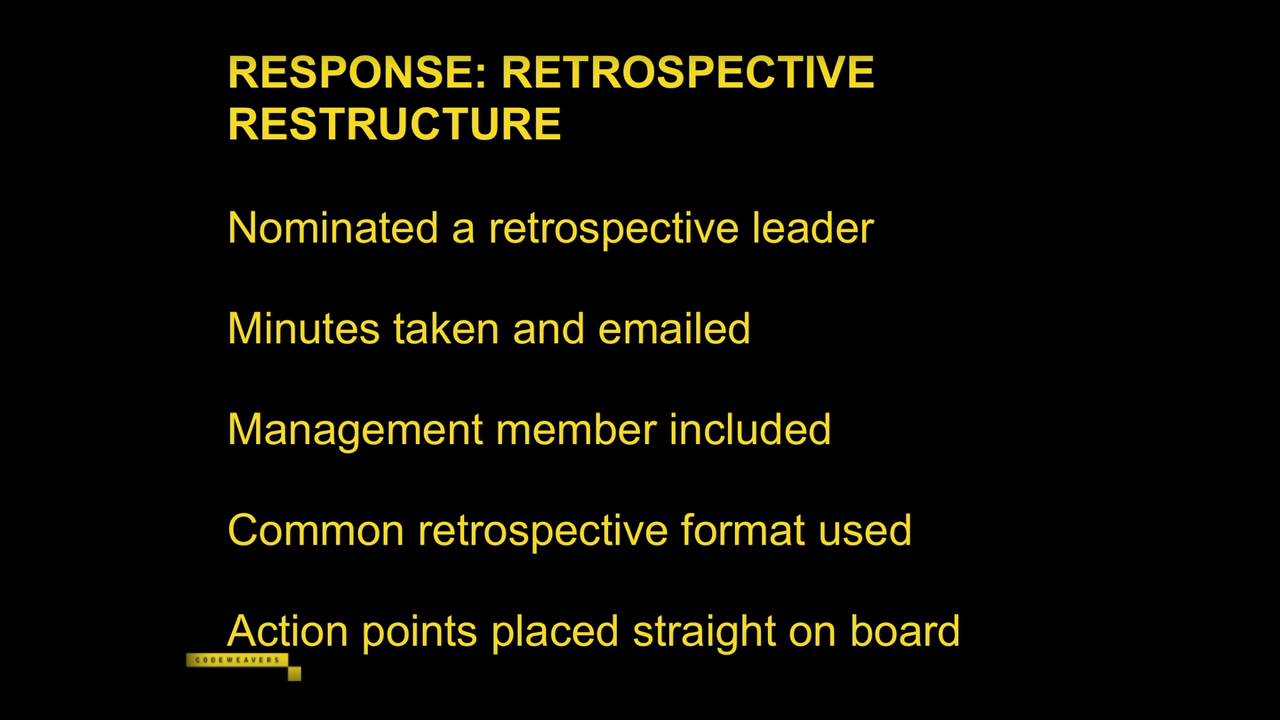 RESPONSE: RETROSPECTIVE
RESTRUCTURE
Nominated a retrospective leader
Minutes taken and emailed
Management member included
Common retrospective format used
Action points placed straight on board
CODEWEAVERS